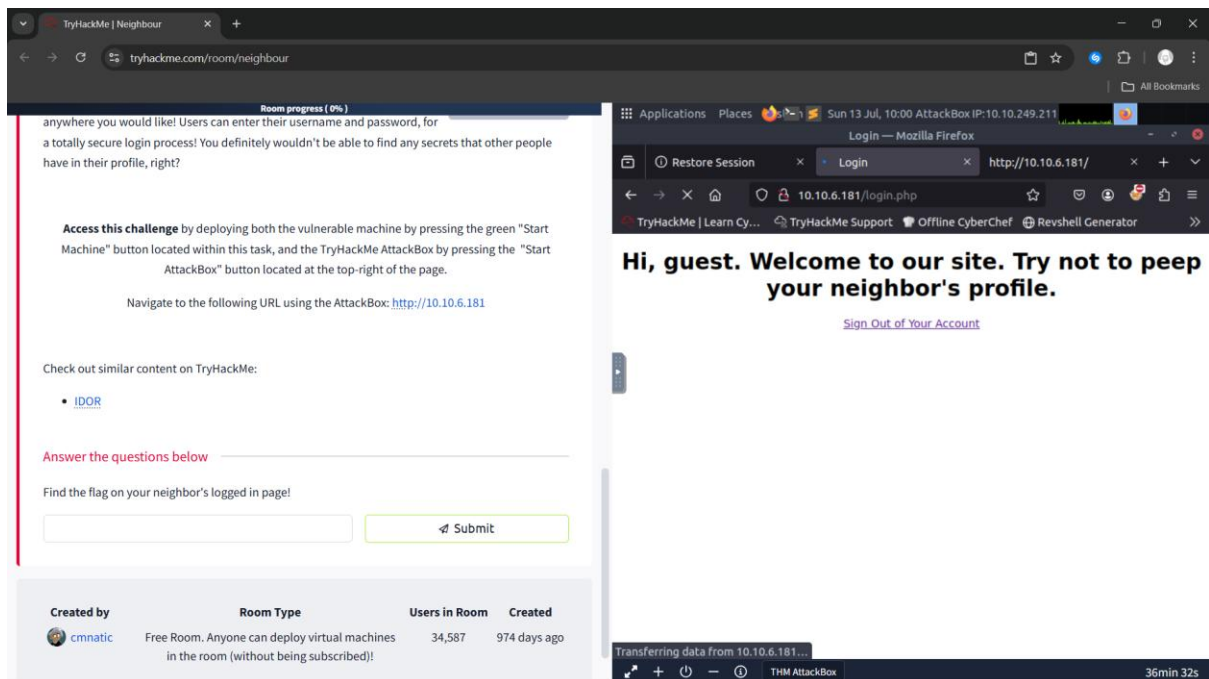 TryHackMe | Neighbour
tryhackme.com/room/neighbour
All Bookmarks
Room progress ( 0% )
anywhere you would like! Users can enter their username and password, for
a totally secure login process! You definitely wouldn't be able to find any secrets that other people
have in their profile, right?
Access this challenge by deploying both the vulnerable machine by pressing the green "Start
Machine" button located within this task, and the TryHackMe AttackBox by pressing the "Start
AttackBox" button located at the top-right of the page.
Navigate to the following URL using the AttackBox: http://10.10.6.181
Check out similar content on TryHackMe:
IDOR
Answer the questions below
Find the flag on your neighbor's logged in page!
Submit
Created by Room Type Users in Room Created
cmnatic Free Room. Anyone can deploy virtual machines 34,587 974 days ago
in the room (without being subscribed)!
Applications Places Sun 13 Jul, 10:00 AttackBox IP:10.10.249.211
Login — Mozilla Firefox
Restore Session Login http://10.10.6.181/
10.10.6.181/login.php
TryHackMe | Learn Cy... TryHackMe Support Offline CyberChef Revshell Generator
Hi, guest. Welcome to our site. Try not to peep
your neighbor's profile.
Sign Out of Your Account
Transferring data from 10.10.6.181...
THM AttackBox 36min 32s